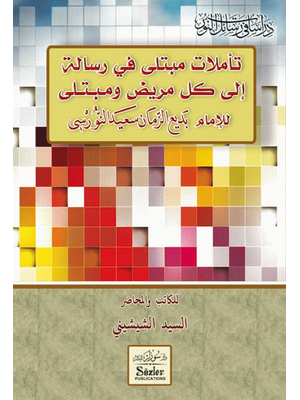 دراسات في رسائل النور
تأملات مبتلى في رسالة
إلى كل مريض ومبتلى
للإمام بديع الزمان سعيد النورسي
للكاتب والمحاضر
السيد الشيشيني
Sözler
PUBLICATIONS